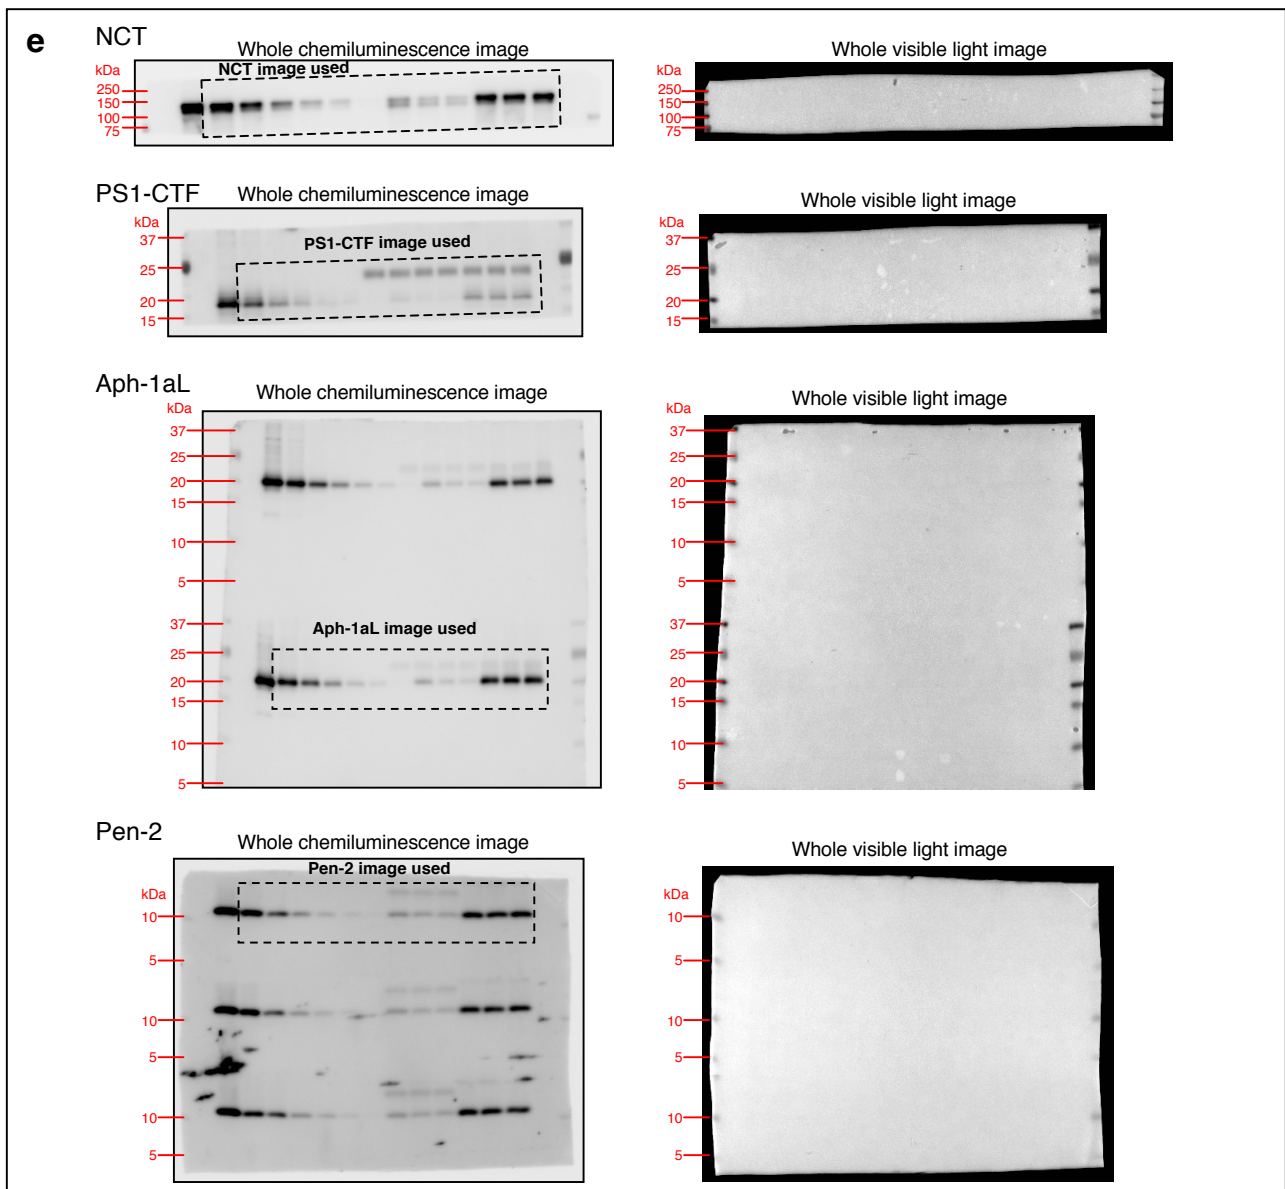 e
NCT
Whole chemiluminescence image
kDa
NCT image used
250
150
100
75
Whole visible light image
kDa
250
150
100
75
PS1-CTF
Whole chemiluminescence image
kDa
PS1-CTF image used
37
25
20
15
Whole visible light image
kDa
37
25
20
15
Aph-1aL
Whole chemiluminescence image
kDa
37
25
20
15
10
5
37
Aph-1aL image used
25
20
15
10
5
Whole visible light image
kDa
37
25
20
15
10
5
37
25
20
15
10
5
Pen-2
Whole chemiluminescence image
Pen-2 image used
kDa
10
5
10
5
10
5
Whole visible light image
kDa
10
5
10
5
10
5